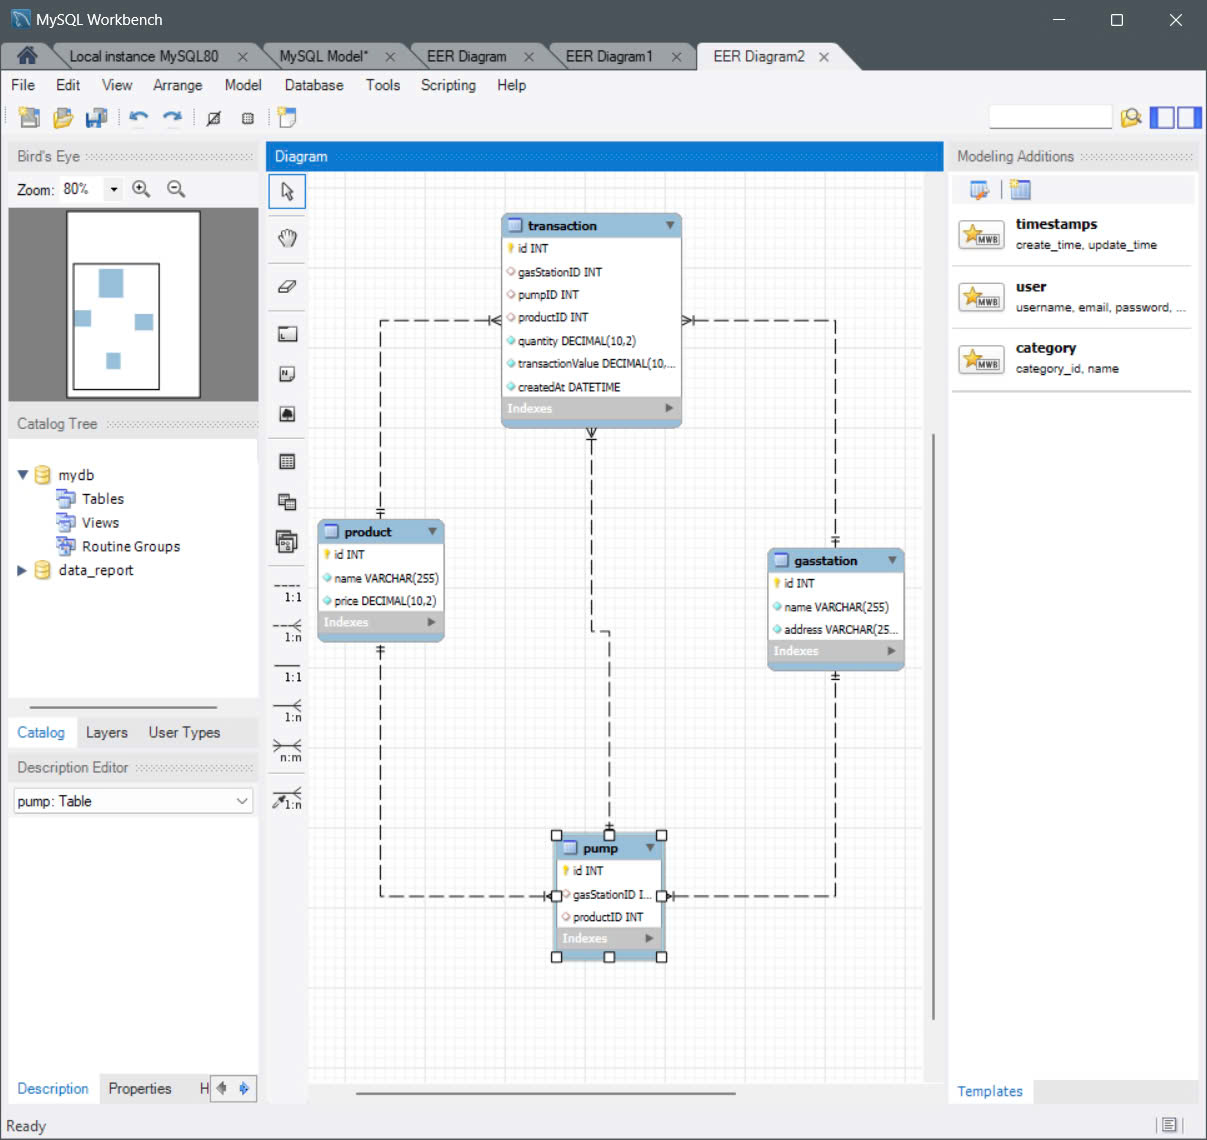 MySQL Workbench
Local instance MySQL80
MySQL Model*
EER Diagram
EER Diagram1
EER Diagram2
File Edit View Arrange Model Database Tools Scripting Help
Bird's Eye
Zoom: 80%
Catalog Tree
mydb
Tables
Views
Routine Groups
data_report
Catalog Layers User Types
Description Editor
pump: Table
Description Properties H
Ready
Diagram
1:1
1:n
1:1
1:n
n:m
1:n
transaction
id INT
gasStationID INT
pumpID INT
productID INT
quantity DECIMAL(10,2)
transactionValue DECIMAL(10,...
createdAt DATETIME
Indexes
product
id INT
name VARCHAR(255)
price DECIMAL(10,2)
Indexes
gasstation
id INT
name VARCHAR(255)
address VARCHAR(25...
Indexes
pump
id INT
gasStationID I...
productID INT
Indexes
Modeling Additions
MWB
timestamps
create_time, update_time
MWB
user
username, email, password, ...
MWB
category
category_id, name
Templates